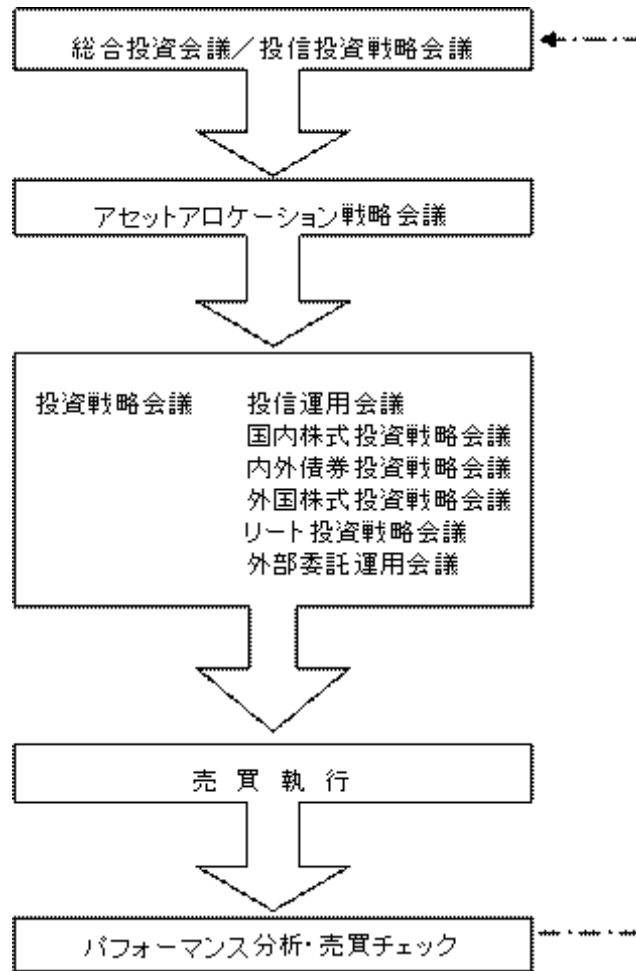 総合投資会議／投信投資戦略会議
アセットアロケーション戦略会議
投資戦略会議 投信運用会議
国内株式投資戦略会議
内外債券投資戦略会議
外国株式投資戦略会議
リート投資戦略会議
外部委託運用会議
売買執行
パフォーマンス分析・売買チェック